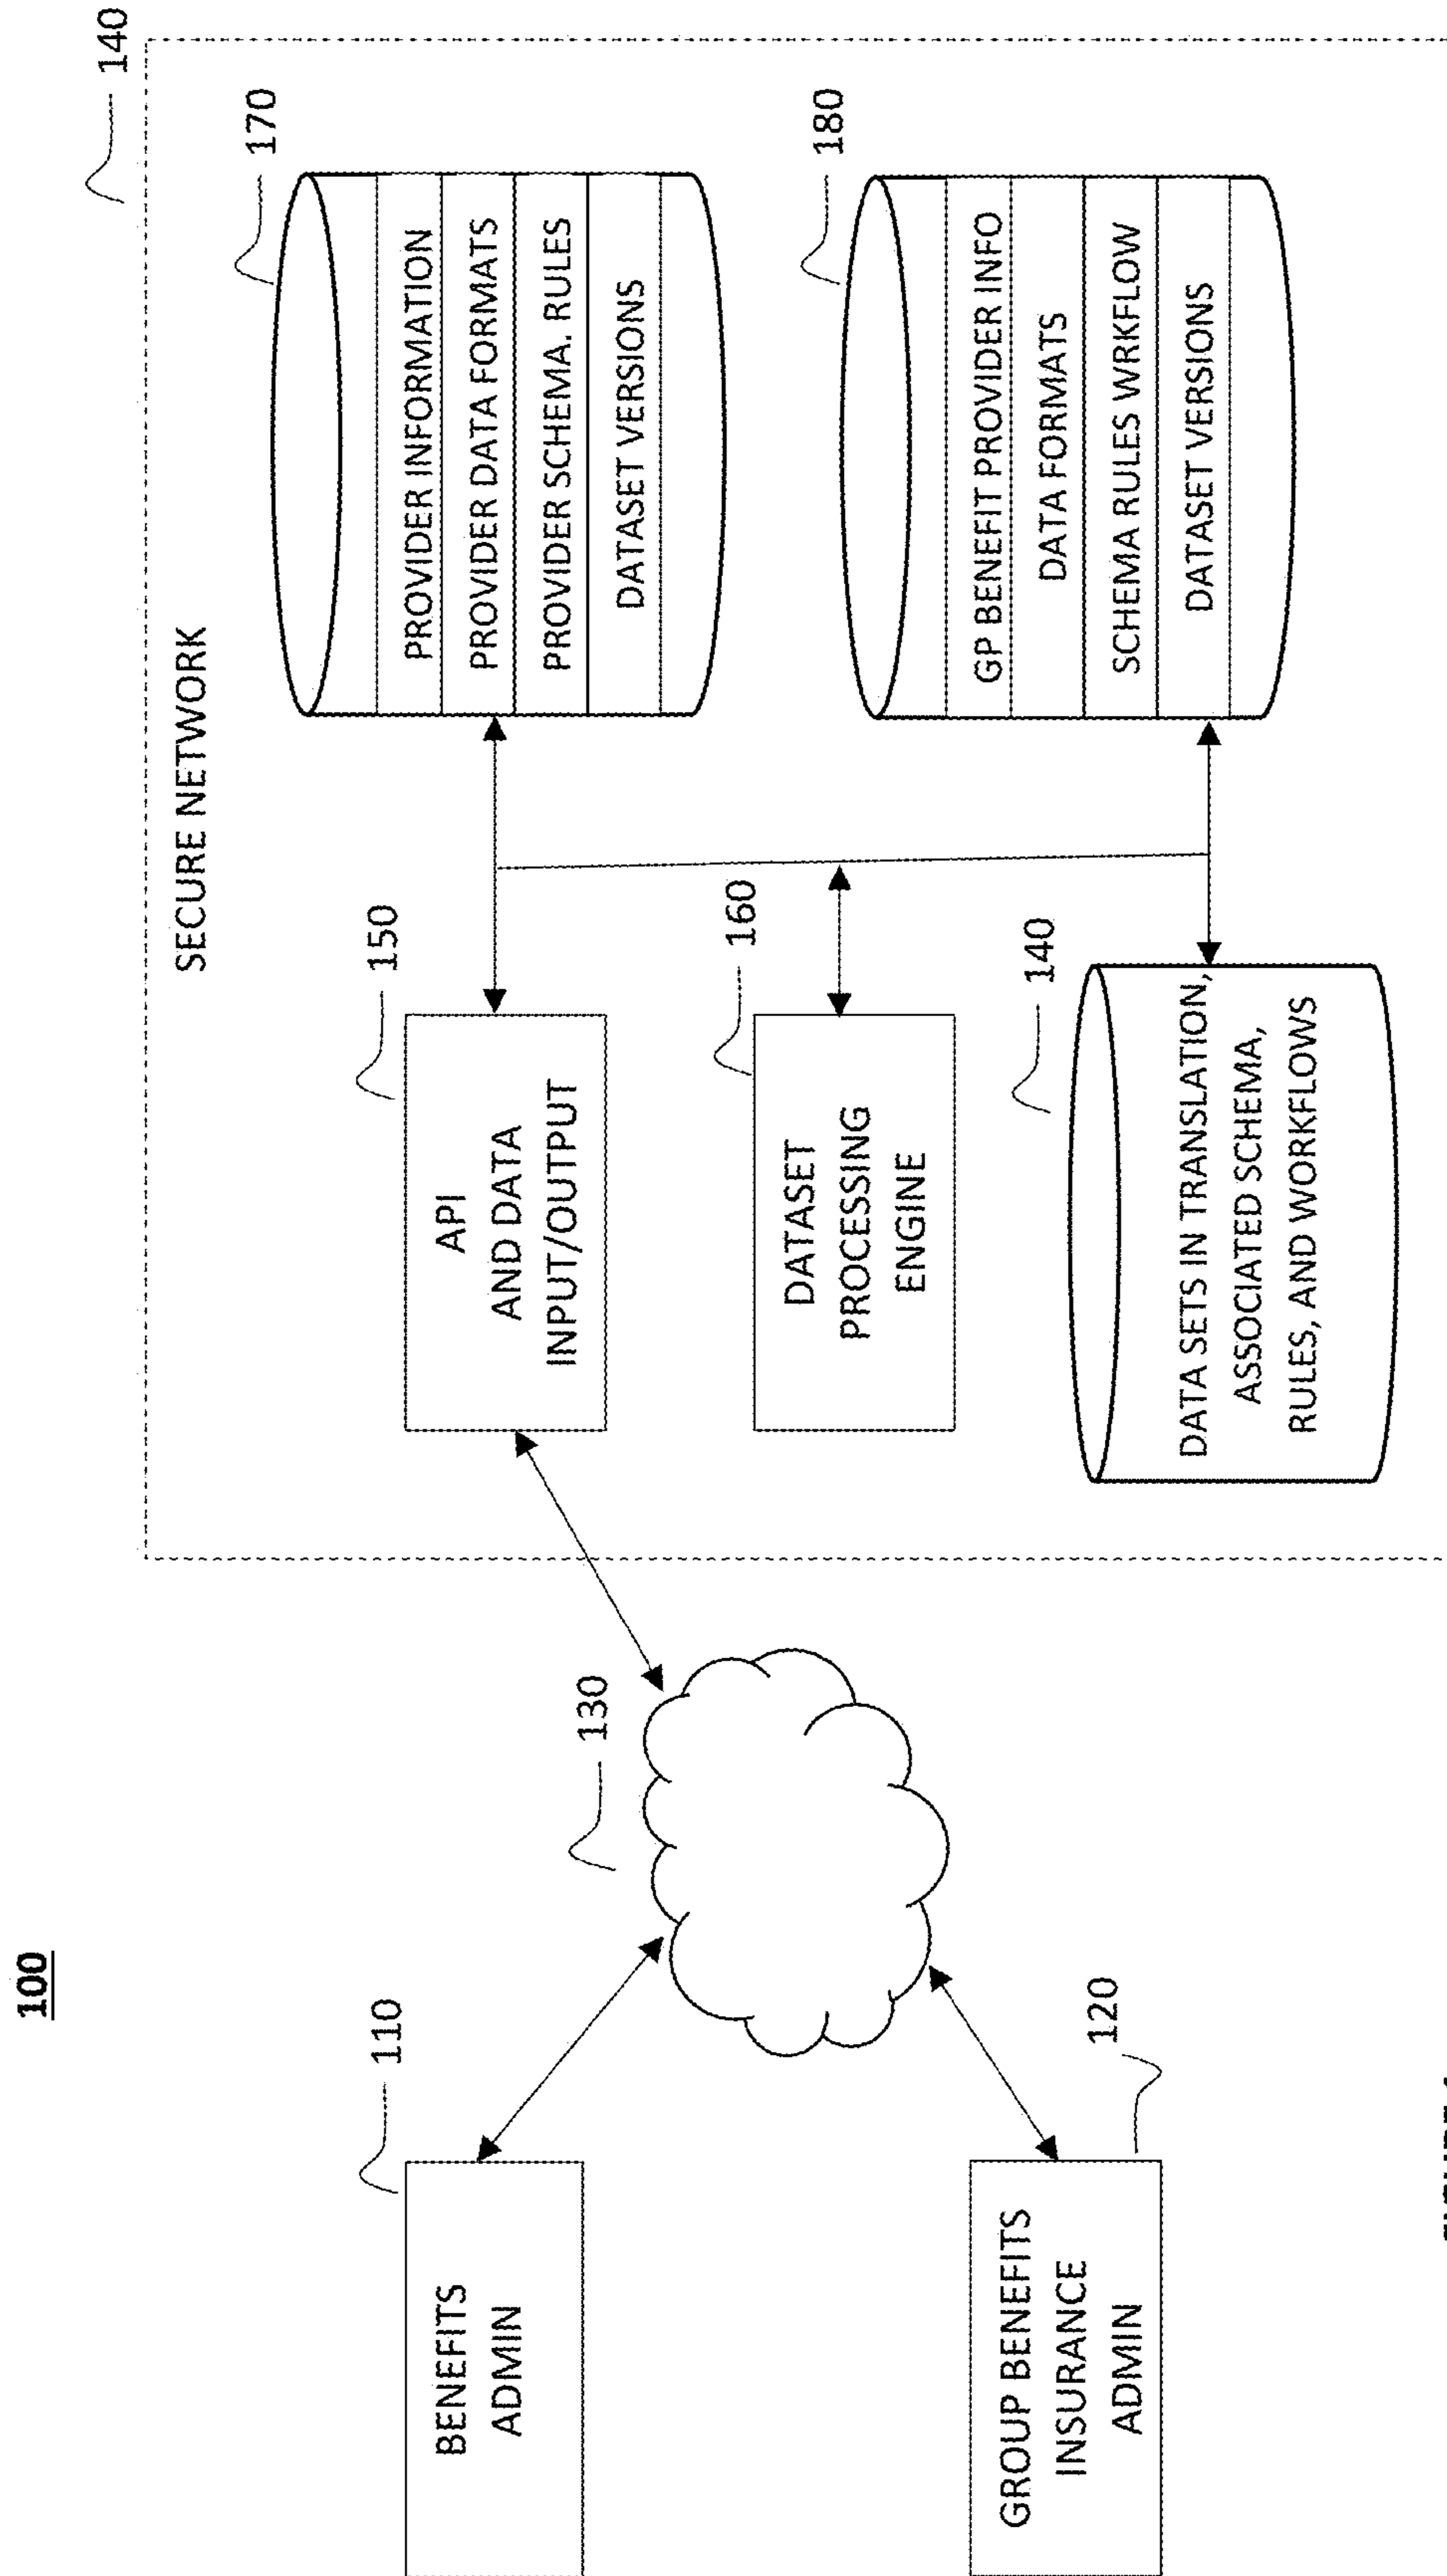 100
140
SECURE NETWORK
110
BENEFITS
ADMIN
120
GROUP BENEFITS
INSURANCE
ADMIN
130
150
API
AND DATA
INPUT/OUTPUT
160
DATASET
PROCESSING
ENGINE
140
DATA SETS IN TRANSLATION,
ASSOCIATED SCHEMA,
RULES, AND WORKFLOWS
170
PROVIDER INFORMATION
PROVIDER DATA FORMATS
PROVIDER SCHEMA. RULES
DATASET VERSIONS
180
GP BENEFIT PROVIDER INFO
DATA FORMATS
SCHEMA RULES WRKFLOW
DATASET VERSIONS